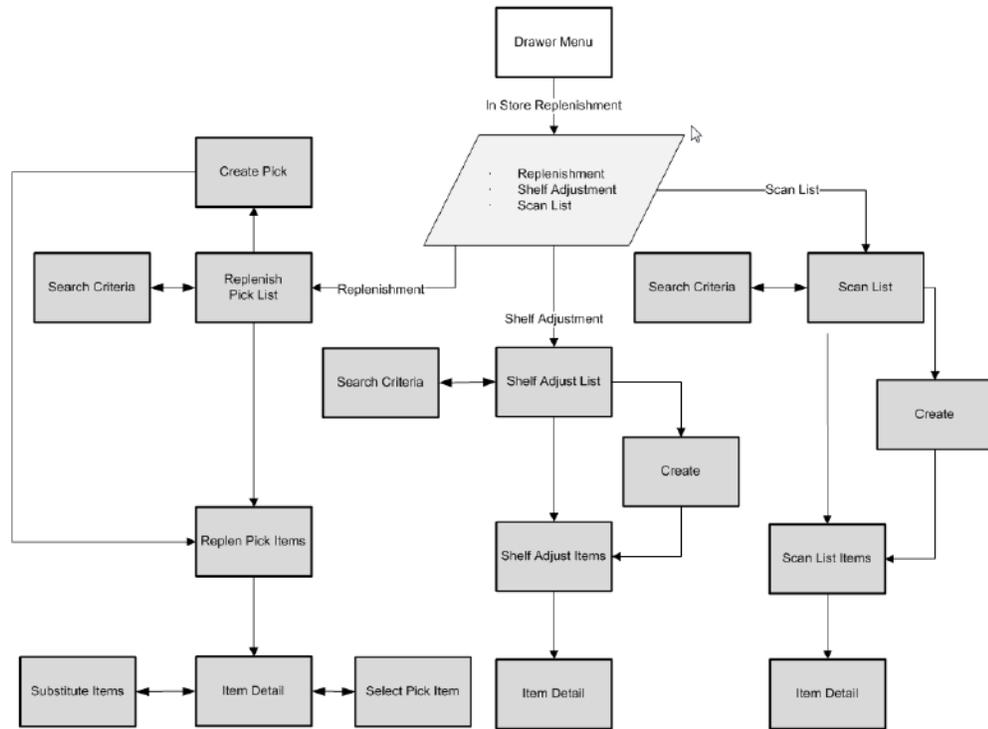 Drawer Menu
In Store Replenishment
· Replenishment
· Shelf Adjustment
· Scan List
Create Pick
Scan List
Search Criteria
Replenish
Pick List
Replenishment
Search Criteria
Scan List
Shelf Adjustment
Search Criteria
Shelf Adjust List
Create
Create
Replen Pick Items
Shelf Adjust Items
Scan List Items
Substitute Items
Item Detail
Select Pick Item
Item Detail
Item Detail